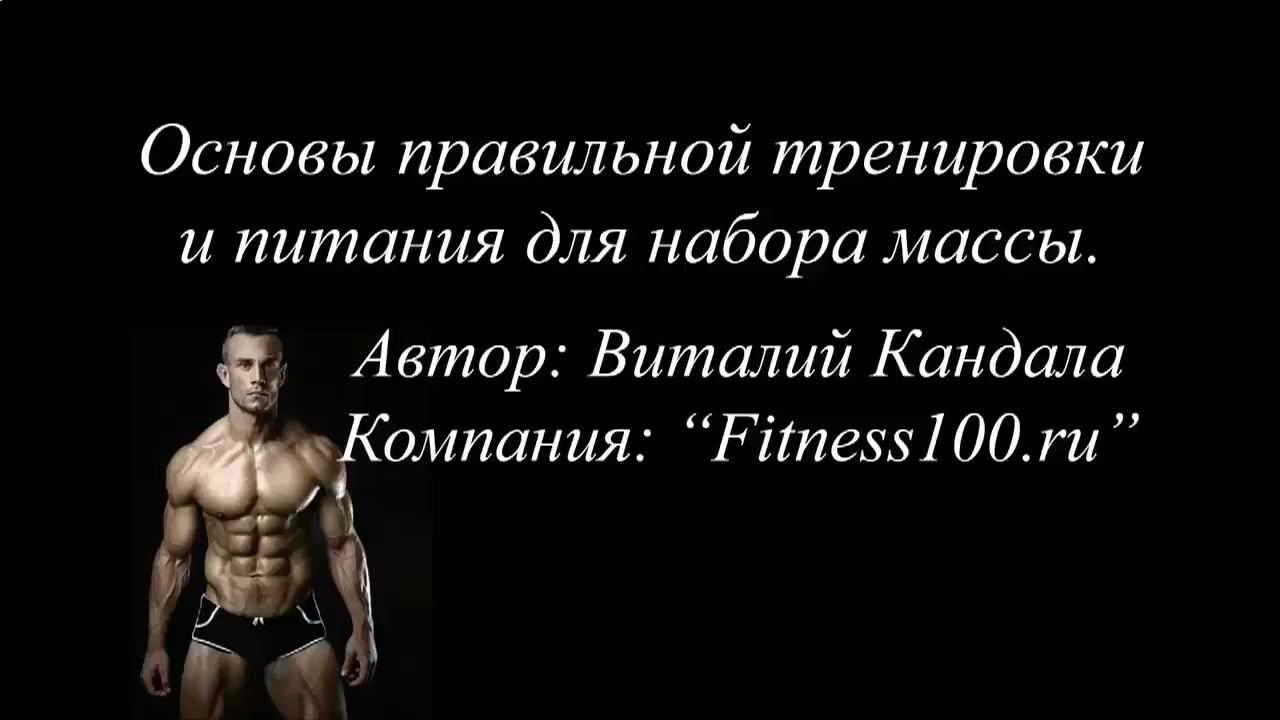 Основы правильной тренировки
и питания для набора массы.
Автор: Виталий Кандала
Компания: “Fitness100.ru”